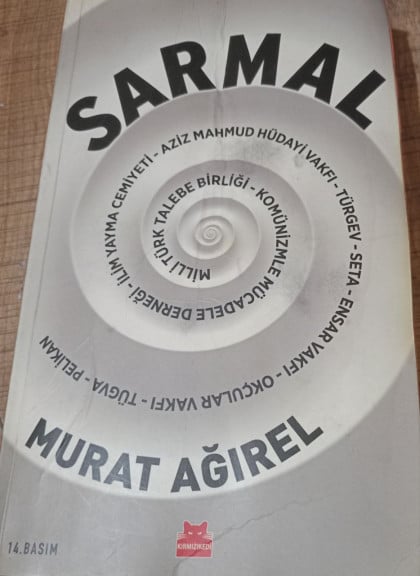 SARMAL
MİLLİ TÜRK TALEBE BİRLİĞİ - KOMÜNİZMLE MÜCADELE DERNEĞİ - İLİM YAYMA CEMİYETİ - AZİZ MAHMUD HÜDAYİ VAKFI - TÜRGEV - SETA - ENSAR VAKFI - OKÇULAR VAKFI - TÜGVA - PELİKAN
MURAT AĞIREL
14.BASIM
KIRMIZIKEDİ